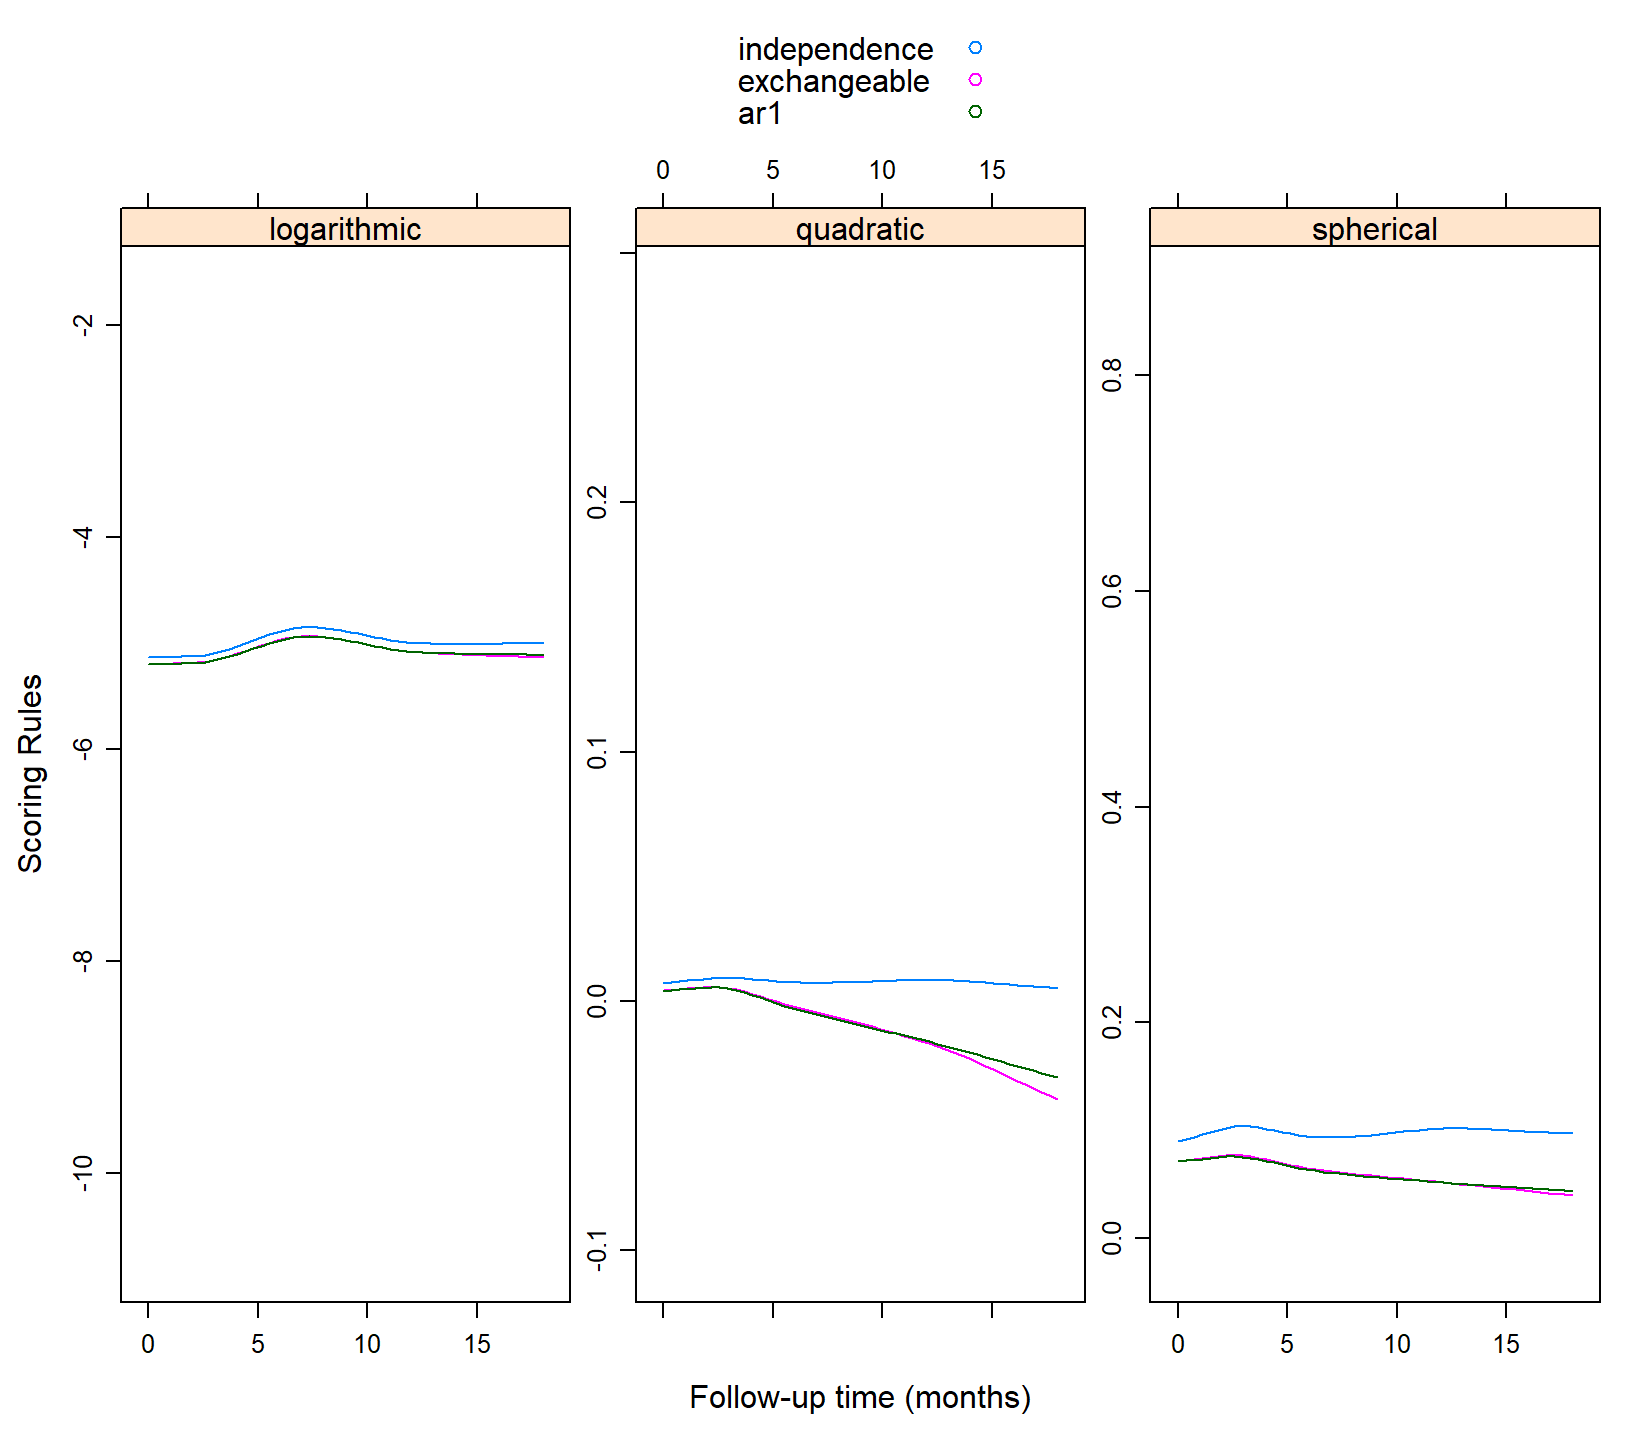 independence
exchangeable
ar1
0 5 10 15
logarithmic quadratic spherical
-2
-4
-6
-8
-10
0.2
0.1
0.0
-0.1
0.8
0.6
0.4
0.2
0.0
Scoring Rules
0 5 10 15 0 5 10 15
Follow-up time (months)